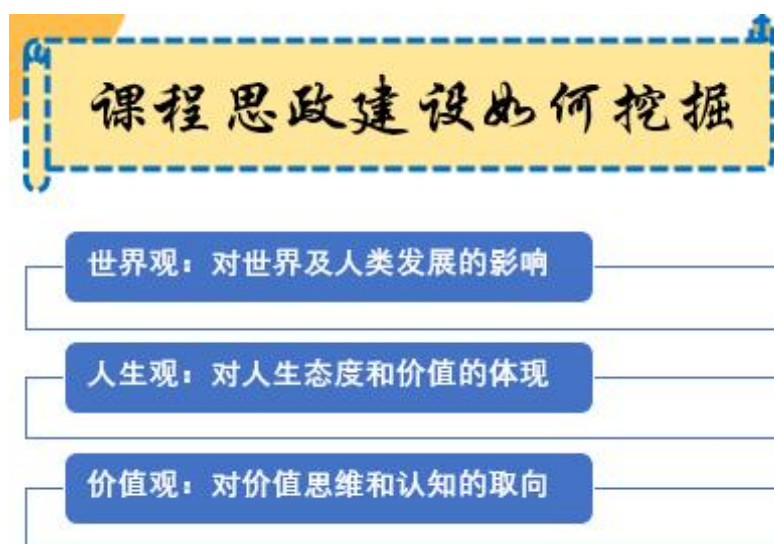 课程思政建设如何挖掘
世界观：对世界及人类发展的影响
人生观：对人生态度和价值的体现
价值观：对价值思维和认知的取向